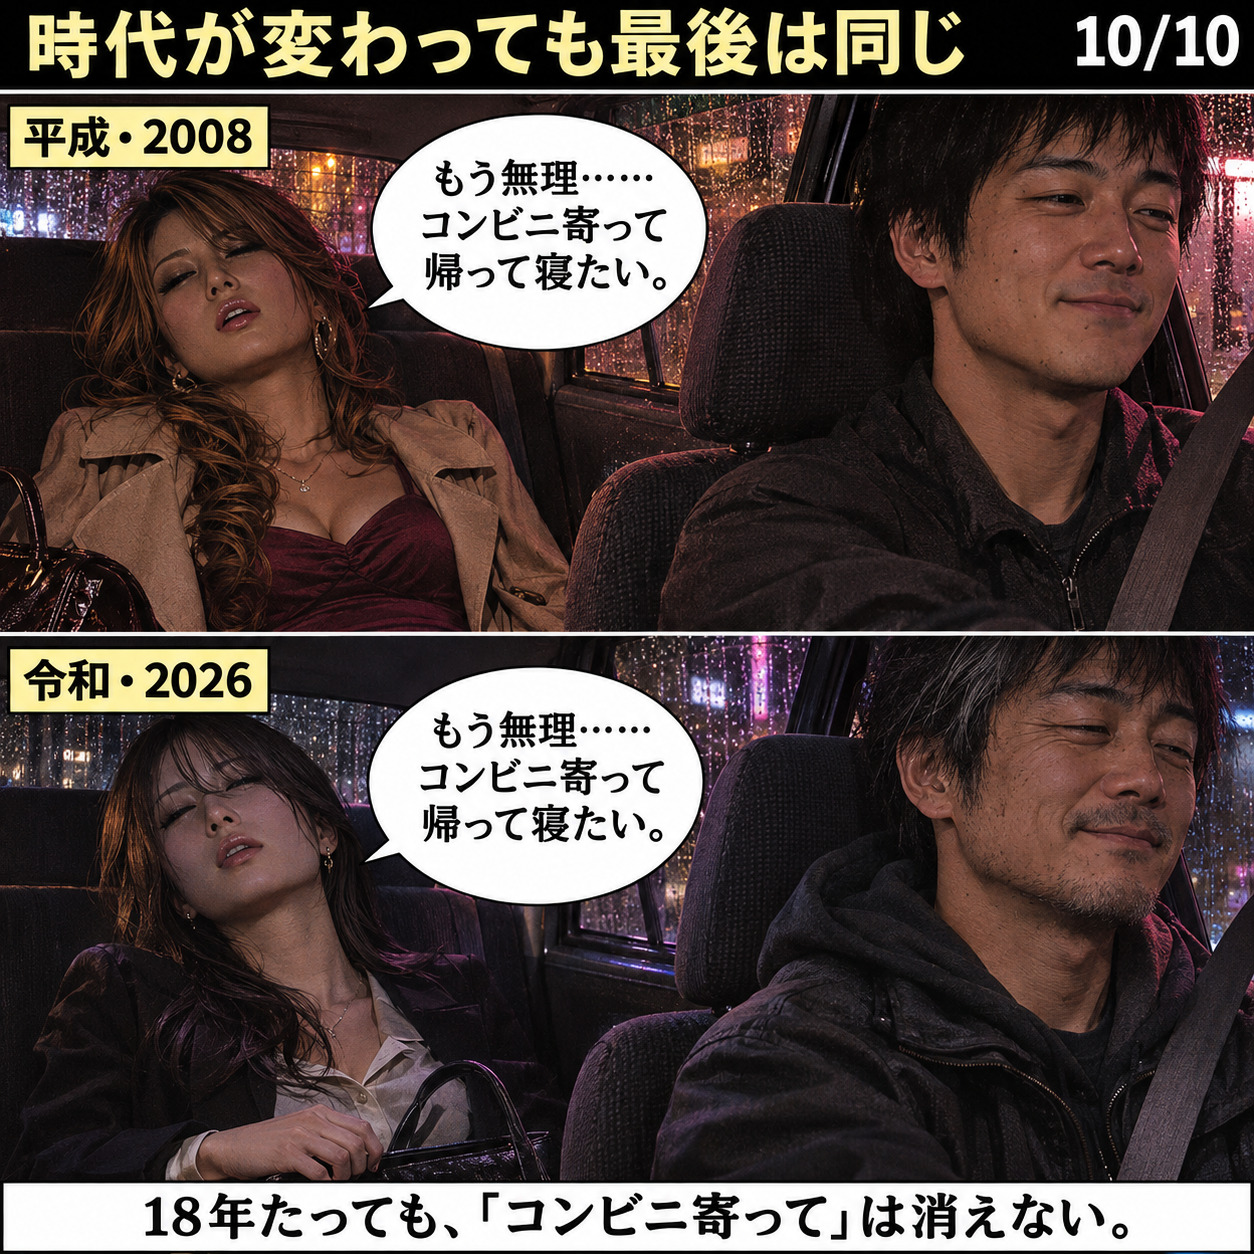 時代が変わっても最後は同じ
10/10
平成・2008
もう無理……
コンビニ寄って
帰って寝たい。
令和・2026
もう無理……
コンビニ寄って
帰って寝たい。
18年たっても、「コンビニ寄って」は消えない。